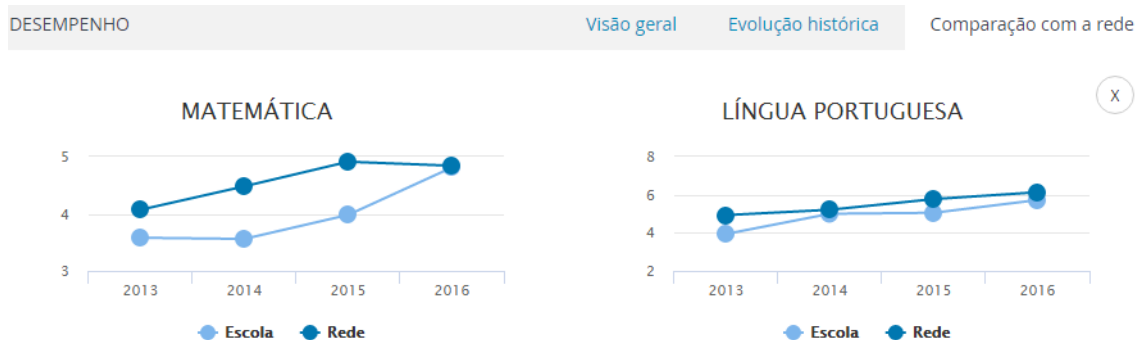 DESEMPENHO Visão geral Evolução histórica Comparação com a rede
X
MATEMÁTICA
5
4
3
2013 2014 2015 2016
Escola Rede
LÍNGUA PORTUGUESA
8
6
4
2
2013 2014 2015 2016
Escola Rede